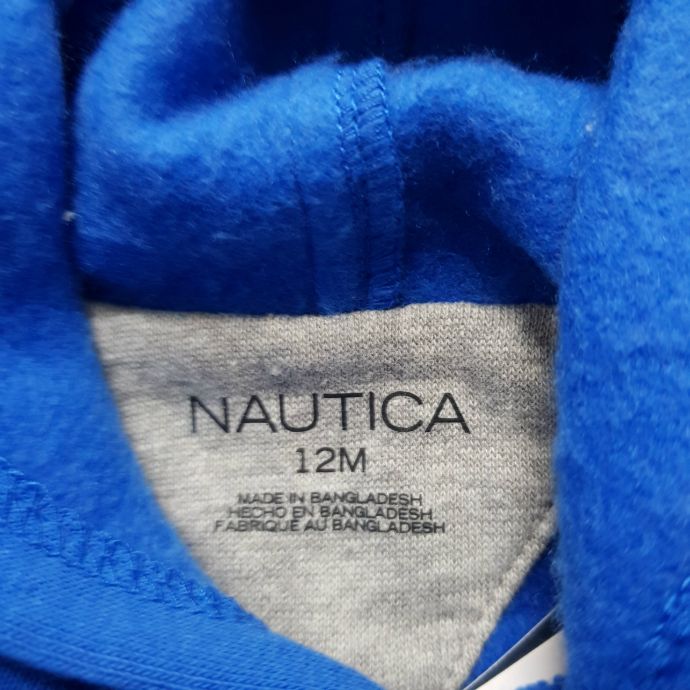 NAUTICA
12M
MADE IN BANGLADESH
HECHO EN BANGLADESH
FABRIQUE AU BANGLADESH